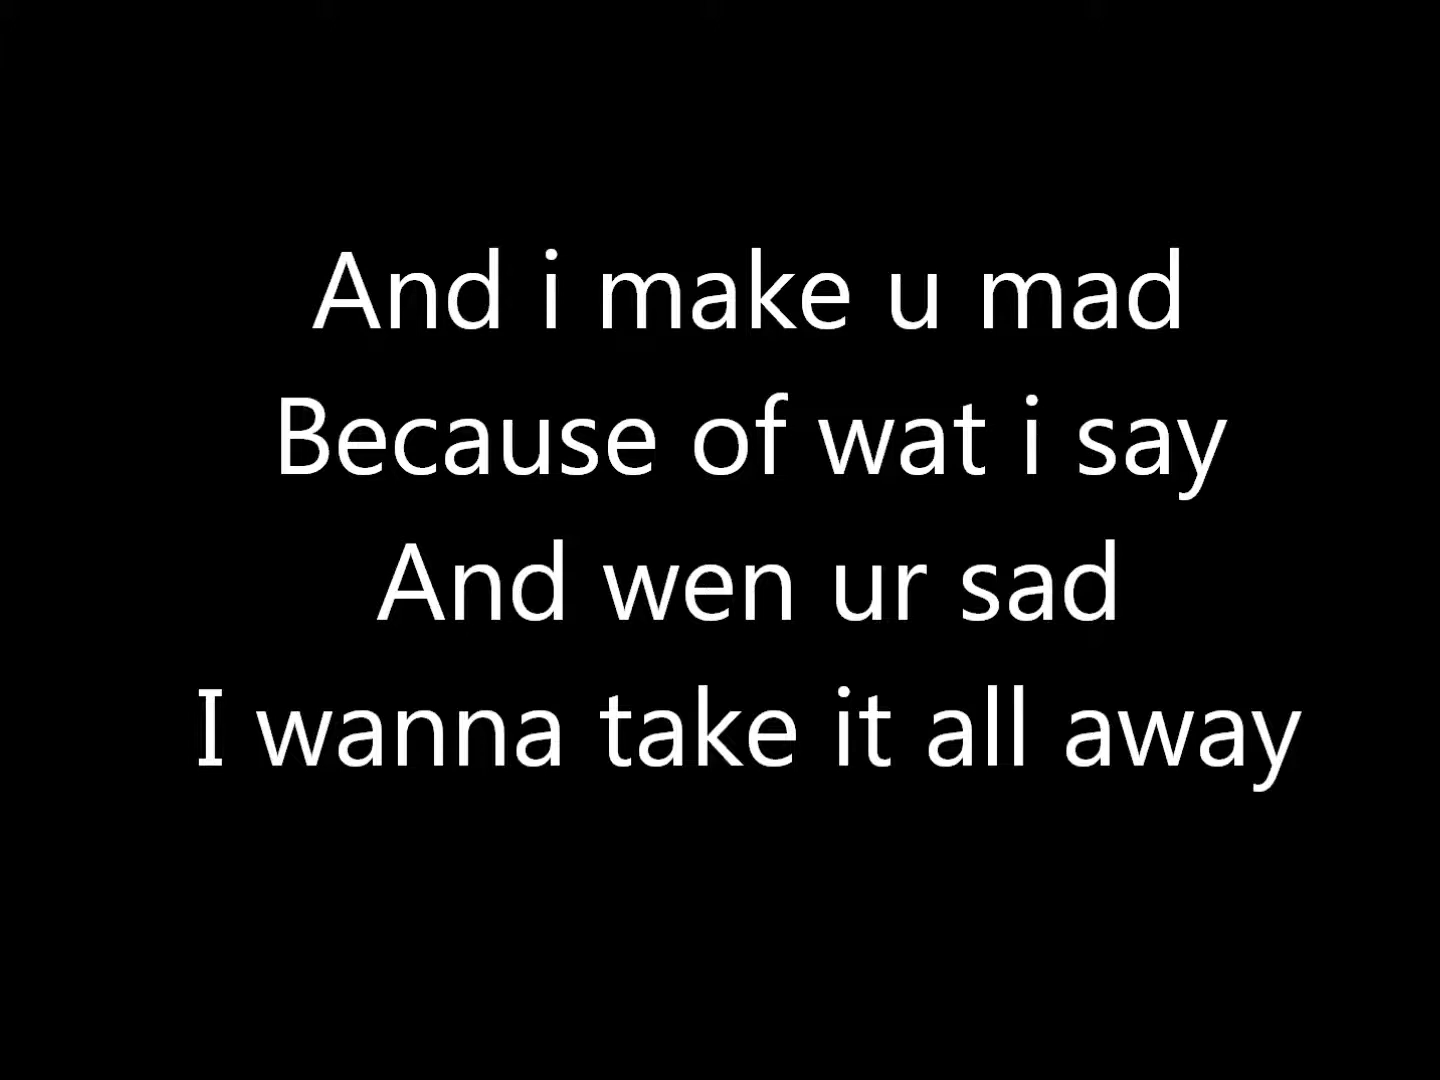 And i make u mad
Because of wat i say
And wen ur sad
I wanna take it all away